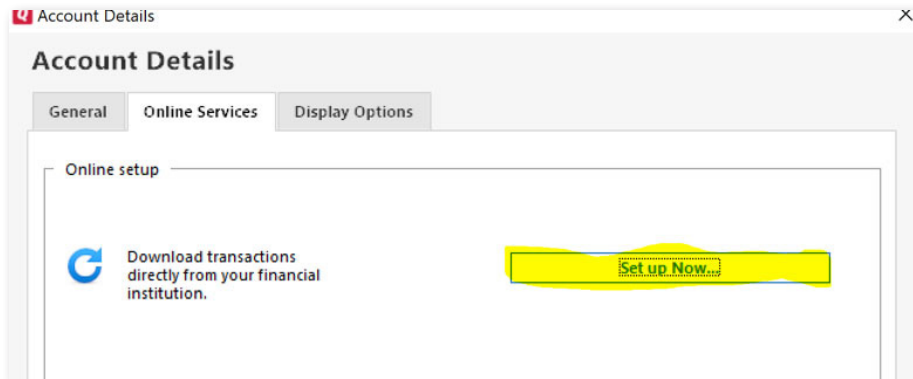 Account Details
Account Details
General Online Services Display Options
Online setup
Download transactions
directly from your financial
institution.
Set up Now...